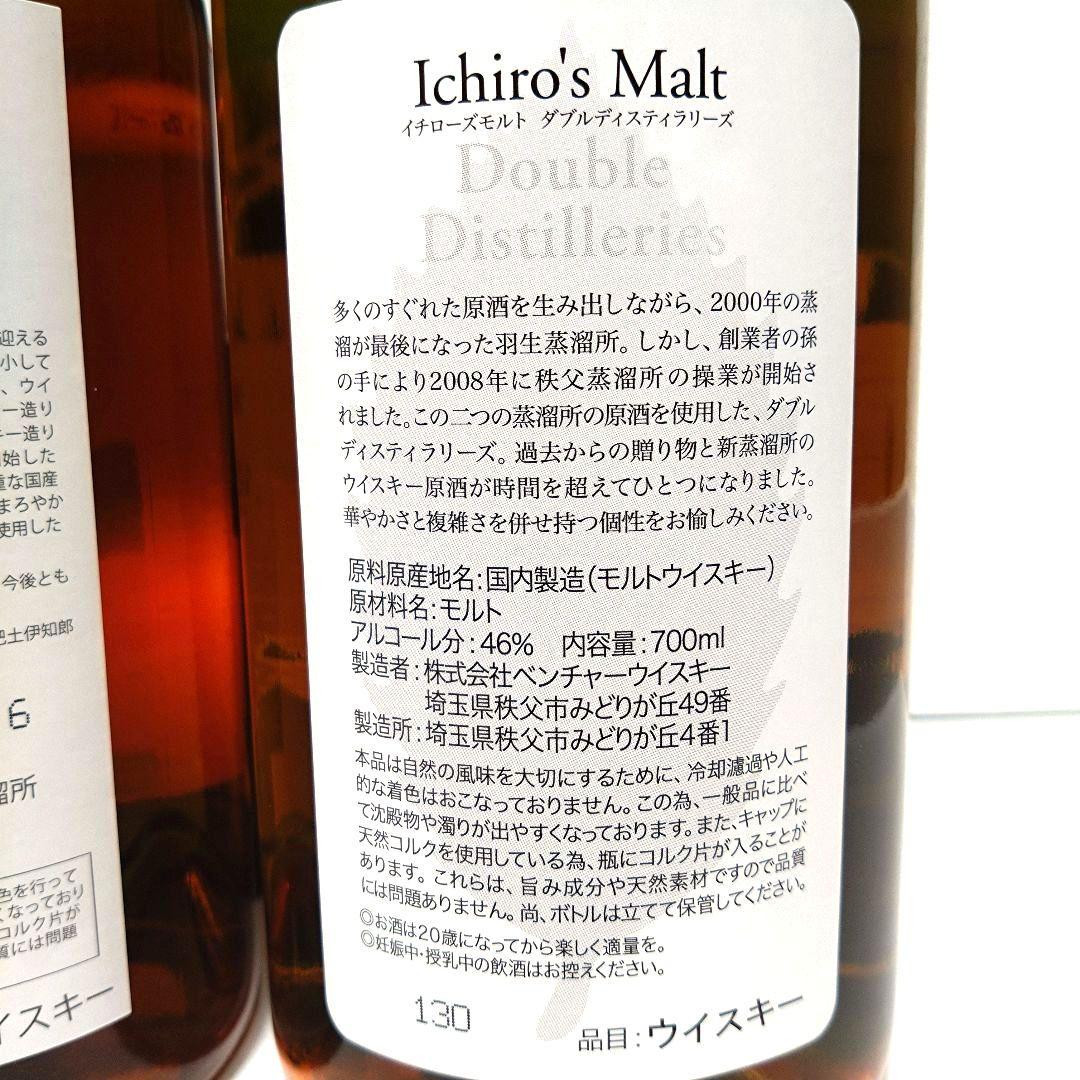 Ichiro's Malt
イチローズモルト ダブルディスティラリーズ
Double
Distilleries
多くのすぐれた原酒を生み出しながら、2000年の蒸
溜が最後になった羽生蒸溜所。しかし、創業者の孫
の手により2008年に秩父蒸溜所の操業が開始さ
れました。この二つの蒸溜所の原酒を使用した、ダブル
ディスティラリーズ。過去からの贈り物と新蒸溜所の
ウイスキー原酒が時間を超えてひとつになりました。
華やかさと複雑さを併せ持つ個性をお愉しみください。
原料原産地名：国内製造（モルトウイスキー）
原材料名：モルト
アルコール分：46% 内容量：700ml
製造者：株式会社ベンチャーウイスキー
埼玉県秩父市みどりが丘49番
製造所：埼玉県秩父市みどりが丘4番1
本品は自然の風味を大切にするために、冷却濾過や人工
的な着色はおこなっておりません。この為、一般品に比べ
て沈殿物や濁りが出やすくなっております。また、キャップに
天然コルクを使用している為、瓶にコルク片が入ることが
あります。これらは、旨み成分や天然素材ですので品質
には問題ありません。尚、ボトルは立てて保管してください。
◎お酒は20歳になってから楽しく適量を。
◎妊娠中・授乳中の飲酒はお控えください。
130
品目：ウイスキー
迎える
小して
、ウイ
ー造り
キー造り
開始した
重な国産
まろやか
使用した
今後とも
肥土伊知郎
6
溜所
色を行って
くなっており
コルク片が
質には問題
イスキー